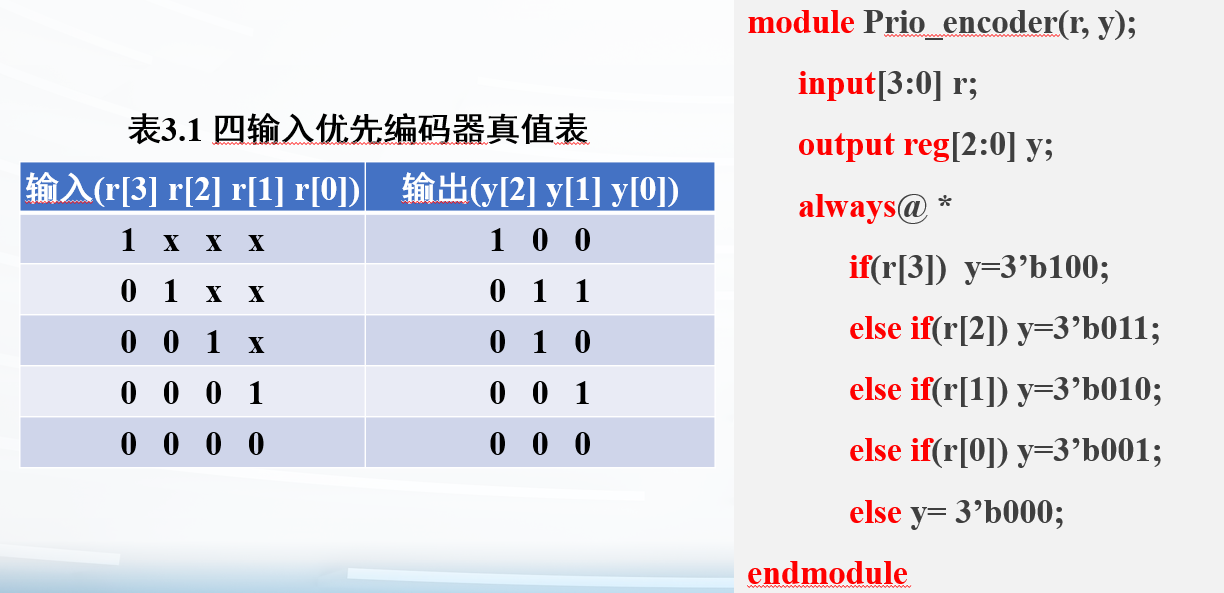 表3.1 四输入优先编码器真值表
输入(r[3] r[2] r[1] r[0]) 输出(y[2] y[1] y[0])
1 x x x 1 0 0
0 1 x x 0 1 1
0 0 1 x 0 1 0
0 0 0 1 0 0 1
0 0 0 0 0 0 0
module Prio_encoder(r, y);
input[3:0] r;
output reg[2:0] y;
always@ *
if(r[3]) y=3’b100;
else if(r[2]) y=3’b011;
else if(r[1]) y=3’b010;
else if(r[0]) y=3’b001;
else y= 3’b000;
endmodule